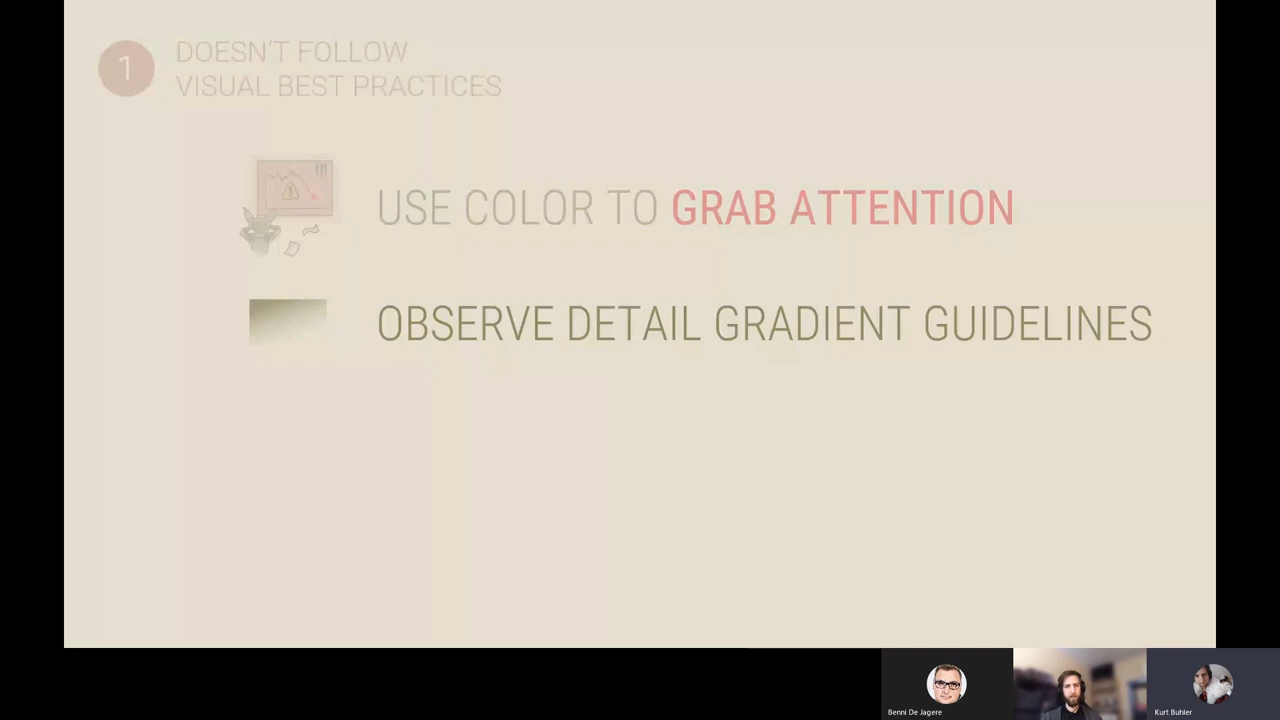 1
DOESN'T FOLLOW
VISUAL BEST PRACTICES
USE COLOR TO GRAB ATTENTION
OBSERVE DETAIL GRADIENT GUIDELINES
Benni De Jagere
Kurt Buhler